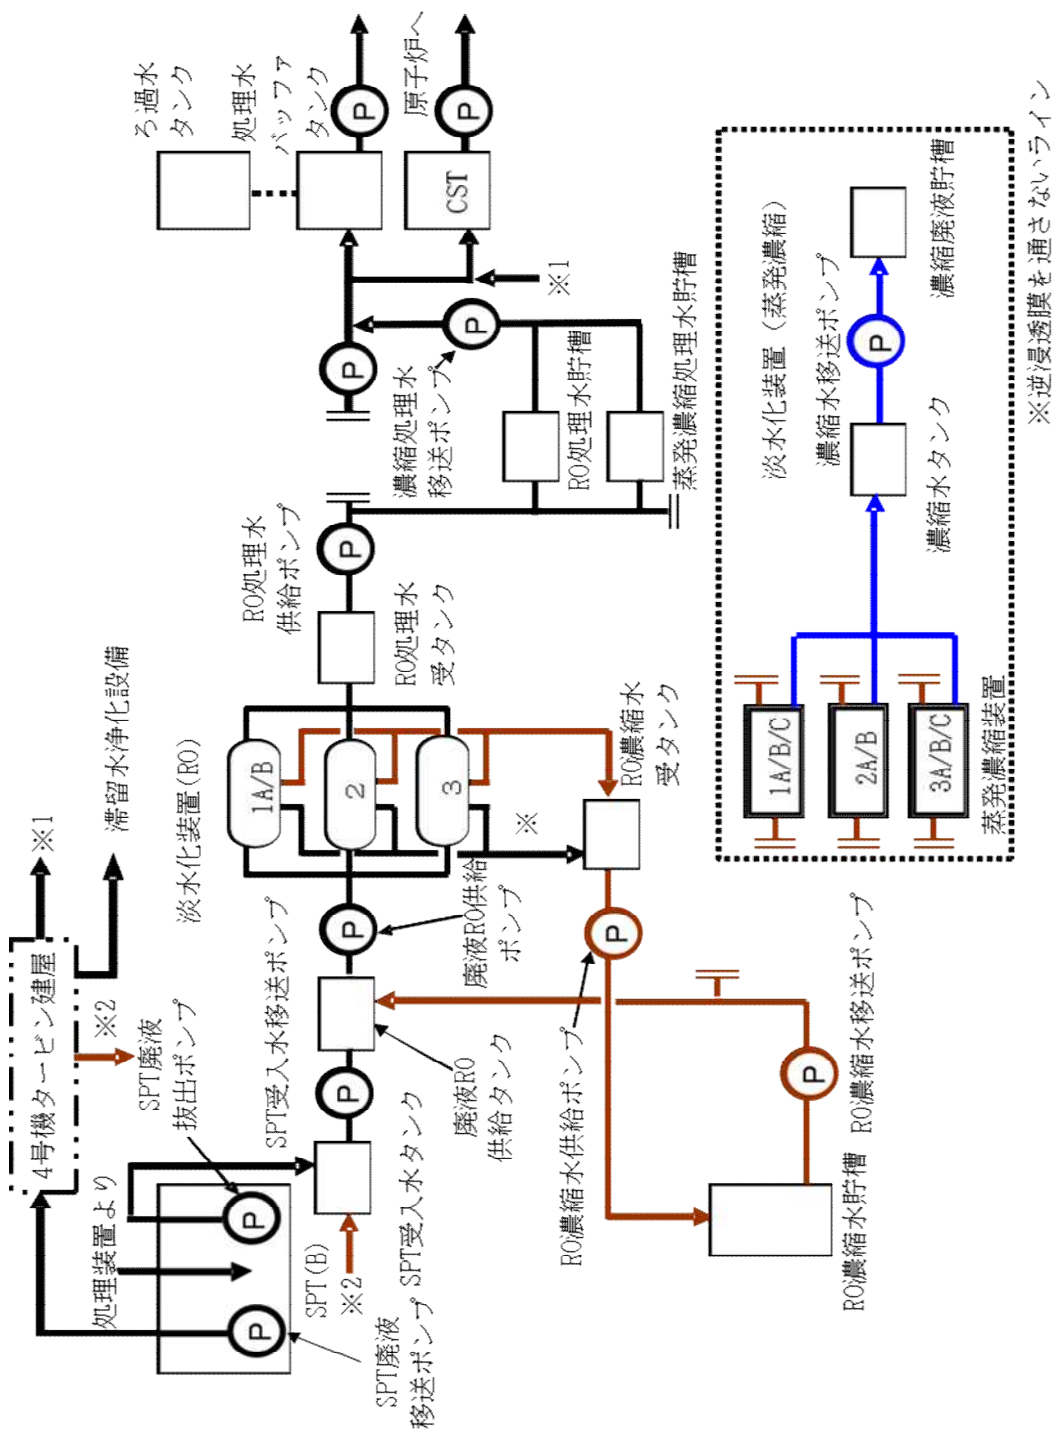 ろ過水
タンク
処理水
バッファ
タンク
P
原子炉へ
P
CST
※1
P
P
濃縮処理水
移送ポンプ
RO処理水貯槽
蒸発濃縮処理水貯槽
RO処理水
供給ポンプ
P
RO処理水
受タンク
滞留水浄化設備
※1
淡水化装置(RO)
1A/B
2
3
※
RO濃縮水
受タンク
4号機タービン建屋
※2
SPT廃液
抜出ポンプ
処理装置より
P
P
SPT(B)
※2
SPT廃液
移送ポンプ
SPT受入水タンク
SPT受入水移送ポンプ
P
廃液RO
供給タンク
P
廃液RO供給
ポンプ
P
RO濃縮水供給ポンプ
RO濃縮水貯槽
P
RO濃縮水移送ポンプ
淡水化装置（蒸発濃縮）
濃縮水移送ポンプ
P
濃縮廃液貯槽
濃縮水タンク
1A/B/C
2A/B
3A/B/C
蒸発濃縮装置
※逆浸透膜を通さないライン